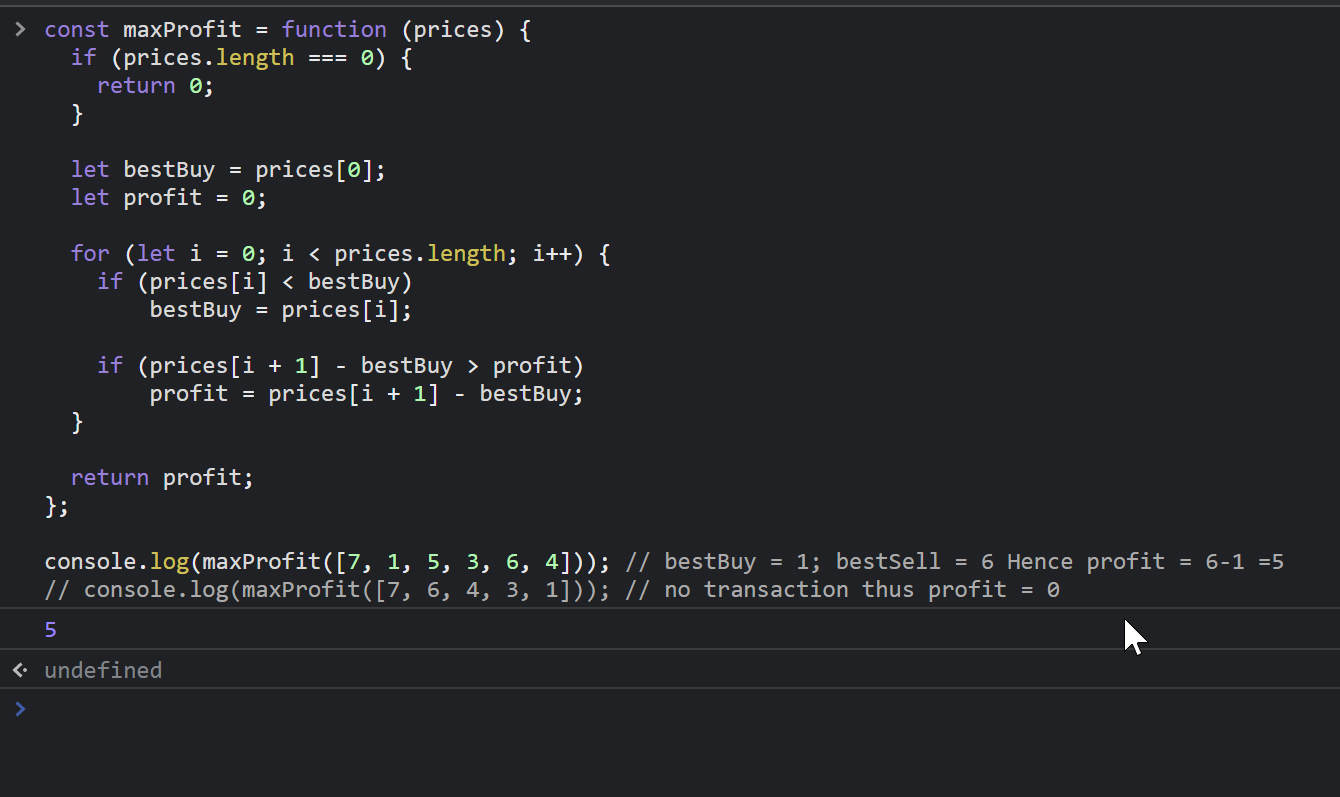 > const maxProfit = function (prices) {
  if (prices.length === 0) {
    return 0;
  }
  let bestBuy = prices[0];
  let profit = 0;
  for (let i = 0; i < prices.length; i++) {
    if (prices[i] < bestBuy)
        bestBuy = prices[i];
    if (prices[i + 1] - bestBuy > profit)
        profit = prices[i + 1] - bestBuy;
  }
  return profit;
};
console.log(maxProfit([7, 1, 5, 3, 6, 4])); // bestBuy = 1; bestSell = 6 Hence profit = 6-1 =5
// console.log(maxProfit([7, 6, 4, 3, 1])); // no transaction thus profit = 0
5
undefined
>